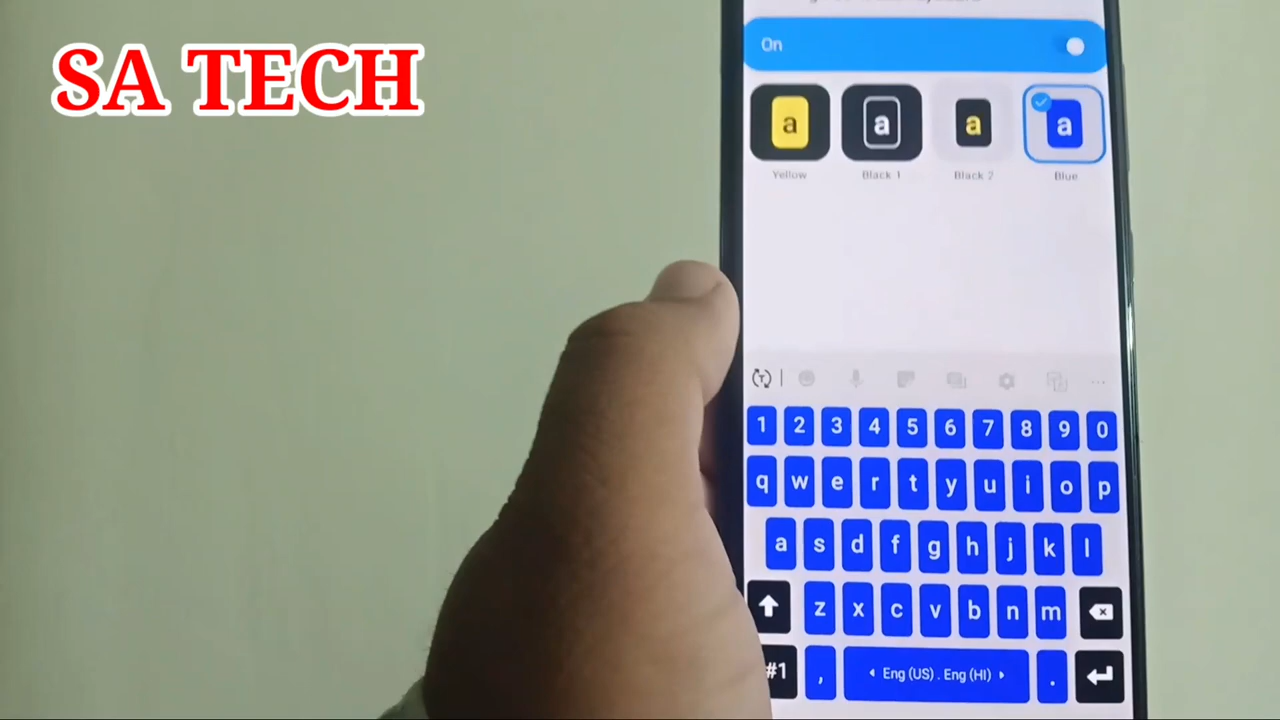 SA TECH
On
a a a a
Yellow Black 1 Black 2 Blue
1 2 3 4 5 6 7 8 9 0
q w e r t y u i o p
a s d f g h j k l
z x c v b n m
#1 , Eng (US) . Eng (HI) .